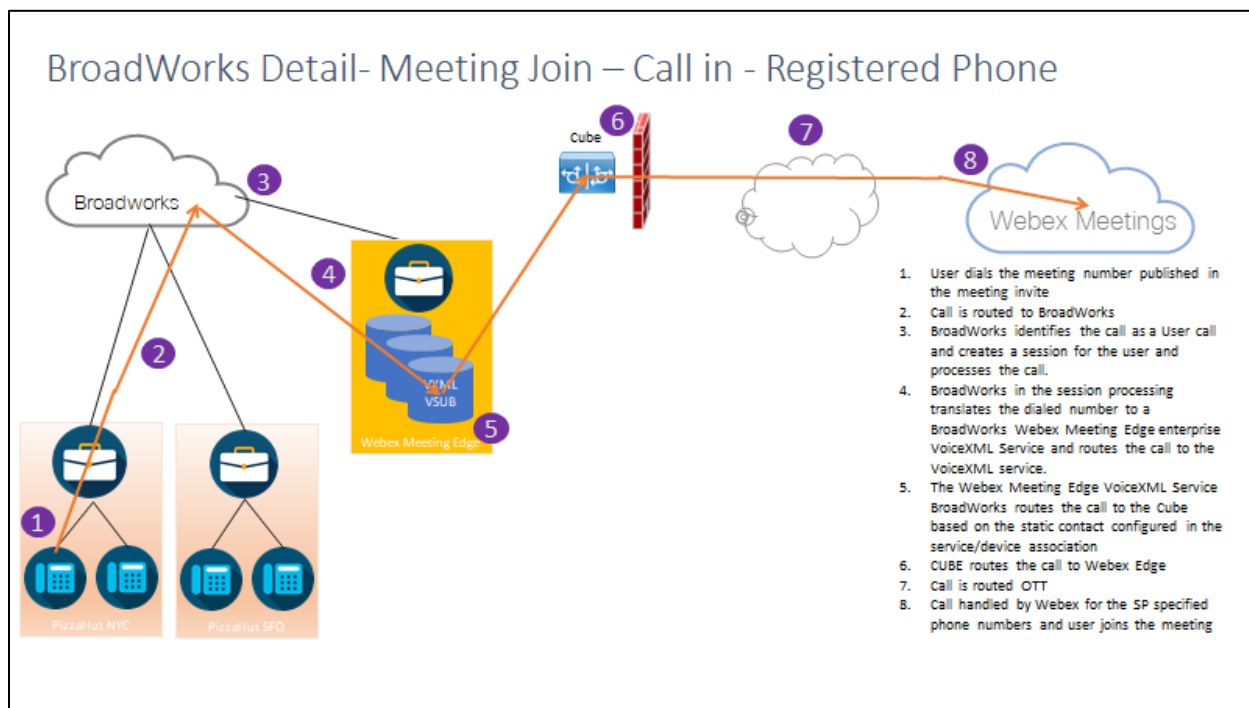 BroadWorks Detail- Meeting Join – Call in - Registered Phone
6
Cube
7
8
3
Broadworks
Webex Meetings
4
VXML
VSUB
5
Webex Meeting Edge
2
1
PizzaHut NYC
PizzaHut SFO
1. User dials the meeting number published in
the meeting invite
2. Call is routed to BroadWorks
3. BroadWorks identifies the call as a User call
and creates a session for the user and
processes the call.
4. BroadWorks in the session processing
translates the dialed number to a
BroadWorks Webex Meeting Edge enterprise
VoiceXML Service and routes the call to the
VoiceXML service.
5. The Webex Meeting Edge VoiceXML Service
BroadWorks routes the call to the Cube
based on the static contact configured in the
service/device association
6. CUBE routes the call to Webex Edge
7. Call is routed OTT
8. Call handled by Webex for the SP specified
phone numbers and user joins the meeting